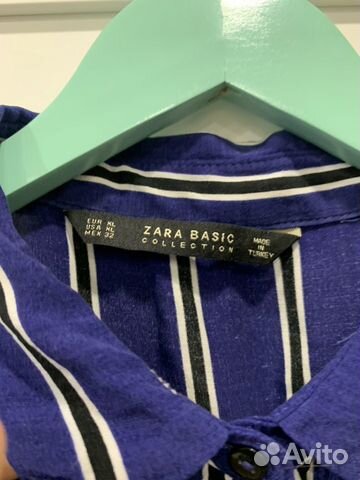 EUR XL
USA XL
MEX 32
ZARA BASIC
COLLECTION
MADE
IN
TURKEY
Avito